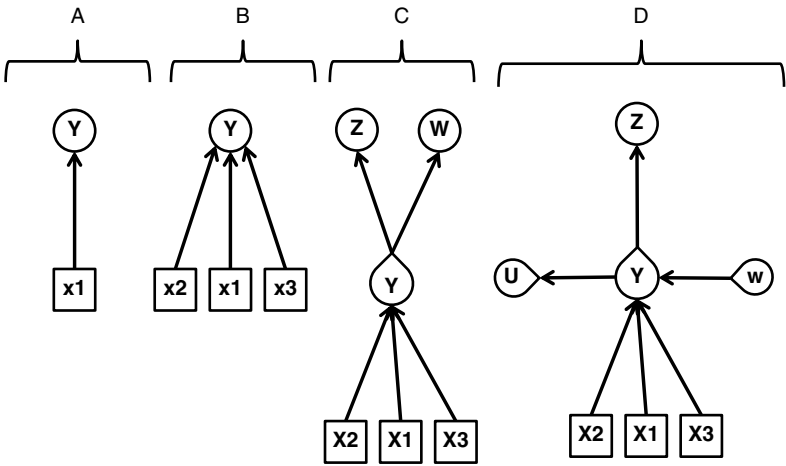 A B C D
Y Y Z W Z
U Y w
Y
x1 x2 x1 x3
X2 X1 X3 X2 X1 X3